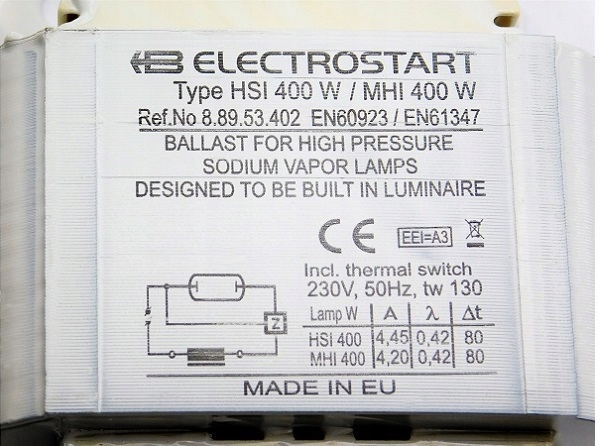 ELECTROSTART
Type HSI 400 W / MHI 400 W
Ref.No 8.89.53.402 EN60923 / EN61347
BALLAST FOR HIGH PRESSURE
SODIUM VAPOR LAMPS
DESIGNED TO BE BUILT IN LUMINAIRE
CE EEI=A3
Incl. thermal switch
230V, 50Hz, tw 130
Lamp W A λ Δt
HSI 400 4,45 0,42 80
MHI 400 4,20 0,42 80
Z
MADE IN EU